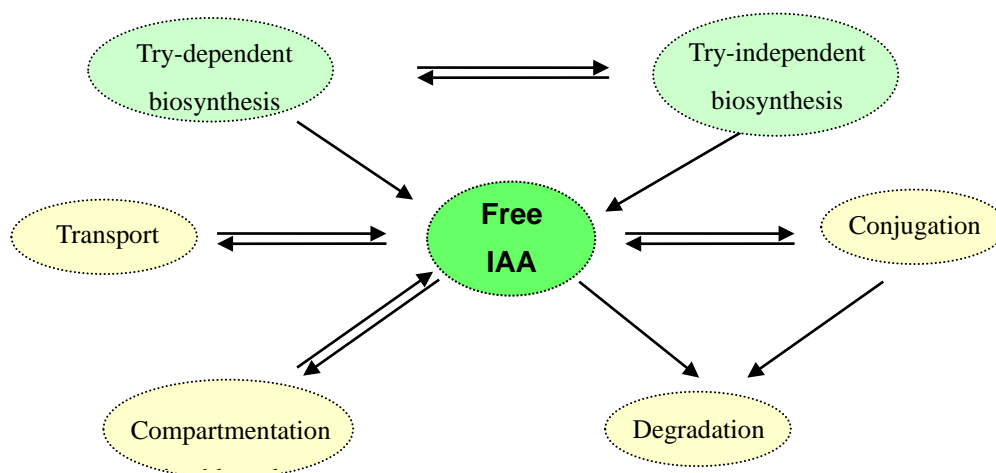 Try-dependent
biosynthesis
Try-independent
biosynthesis
Free
IAA
Transport
Conjugation
Compartmentation
Degradation